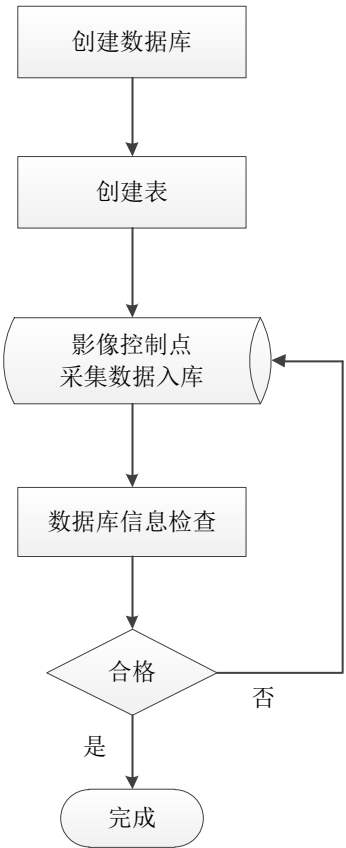 创建数据库
创建表
影像控制点
采集数据入库
数据库信息检查
合格
否
是
完成